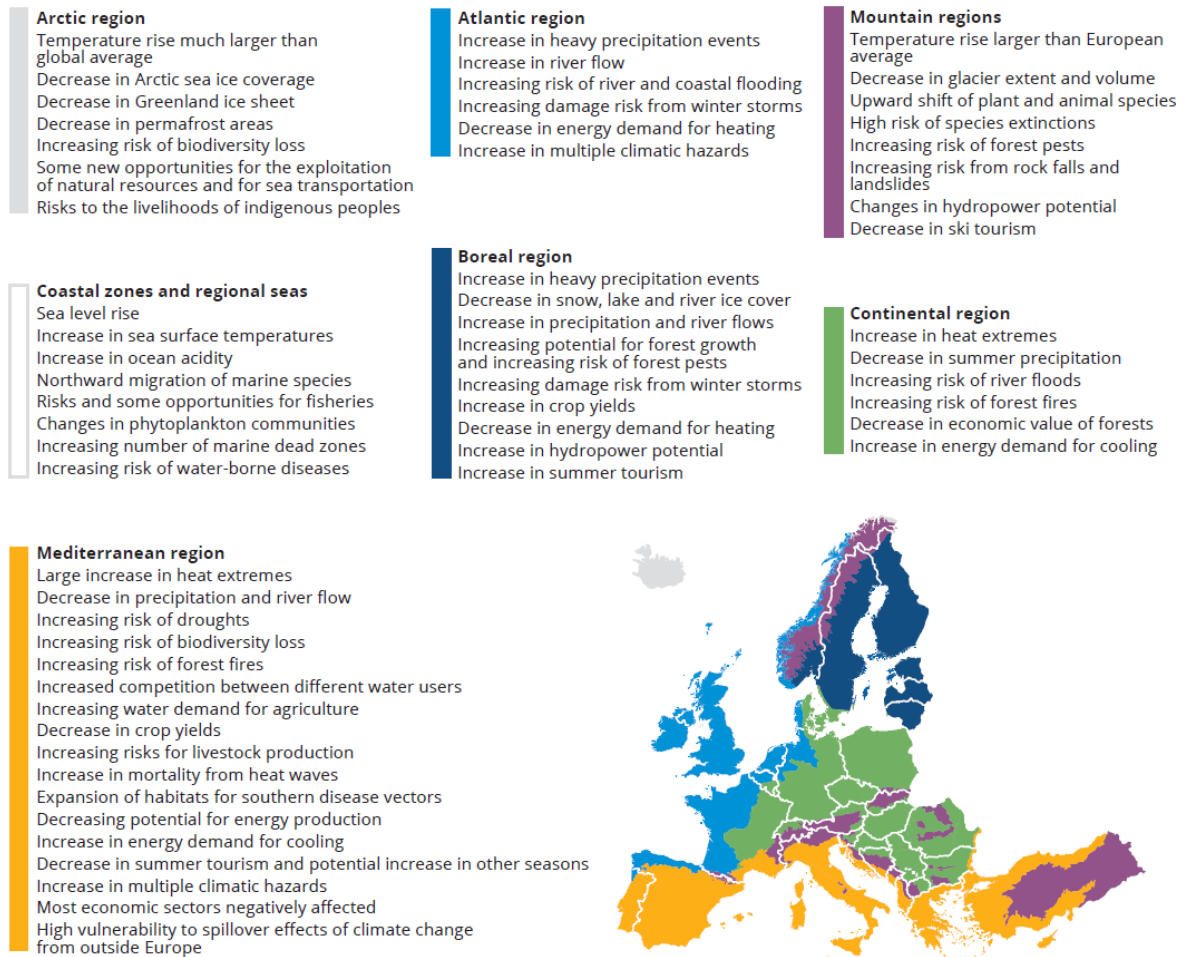 Arctic region
Temperature rise much larger than
global average
Decrease in Arctic sea ice coverage
Decrease in Greenland ice sheet
Decrease in permafrost areas
Increasing risk of biodiversity loss
Some new opportunities for the exploitation
of natural resources and for sea transportation
Risks to the livelihoods of indigenous peoples
Coastal zones and regional seas
Sea level rise
Increase in sea surface temperatures
Increase in ocean acidity
Northward migration of marine species
Risks and some opportunities for fisheries
Changes in phytoplankton communities
Increasing number of marine dead zones
Increasing risk of water-borne diseases
Atlantic region
Increase in heavy precipitation events
Increase in river flow
Increasing risk of river and coastal flooding
Increasing damage risk from winter storms
Decrease in energy demand for heating
Increase in multiple climatic hazards
Boreal region
Increase in heavy precipitation events
Decrease in snow, lake and river ice cover
Increase in precipitation and river flows
Increasing potential for forest growth
and increasing risk of forest pests
Increasing damage risk from winter storms
Increase in crop yields
Decrease in energy demand for heating
Increase in hydropower potential
Increase in summer tourism
Mountain regions
Temperature rise larger than European
average
Decrease in glacier extent and volume
Upward shift of plant and animal species
High risk of species extinctions
Increasing risk of forest pests
Increasing risk from rock falls and
landslides
Changes in hydropower potential
Decrease in ski tourism
Continental region
Increase in heat extremes
Decrease in summer precipitation
Increasing risk of river floods
Increasing risk of forest fires
Decrease in economic value of forests
Increase in energy demand for cooling
Mediterranean region
Large increase in heat extremes
Decrease in precipitation and river flow
Increasing risk of droughts
Increasing risk of biodiversity loss
Increasing risk of forest fires
Increased competition between different water users
Increasing water demand for agriculture
Decrease in crop yields
Increasing risks for livestock production
Increase in mortality from heat waves
Expansion of habitats for southern disease vectors
Decreasing potential for energy production
Increase in energy demand for cooling
Decrease in summer tourism and potential increase in other seasons
Increase in multiple climatic hazards
Most economic sectors negatively affected
High vulnerability to spillover effects of climate change
from outside Europe